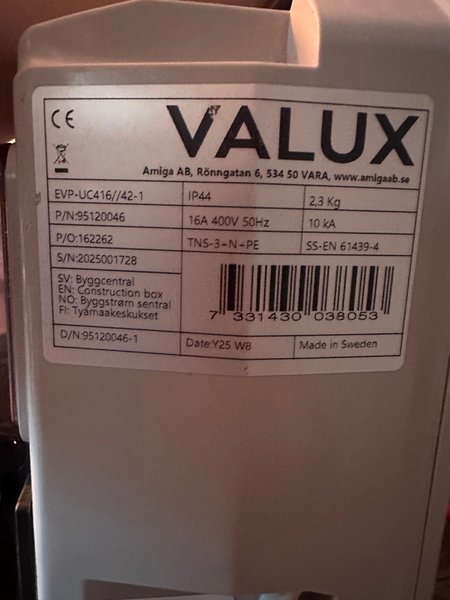 CE
VALUX
Amiga AB, Rönngatan 6, 534 50 VARA, www.amigaab.se
EVP-UC416//42-1 IP44 2,3 Kg
P/N:95120046 16A 400V 50Hz 10 kA
P/O:162262 TNS-3~N~PE SS-EN 61439-4
S/N:2025001728
SV: Byggcentral
EN: Construction box
NO: Byggstrøm sentral
FI: Työmaakeskukset
7 331430 038053
D/N:95120046-1 Date:Y25 W8 Made in Sweden